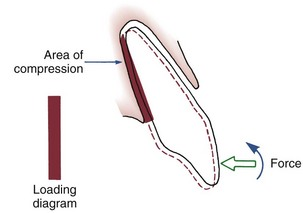 Area of
compression
Force
Loading
diagram